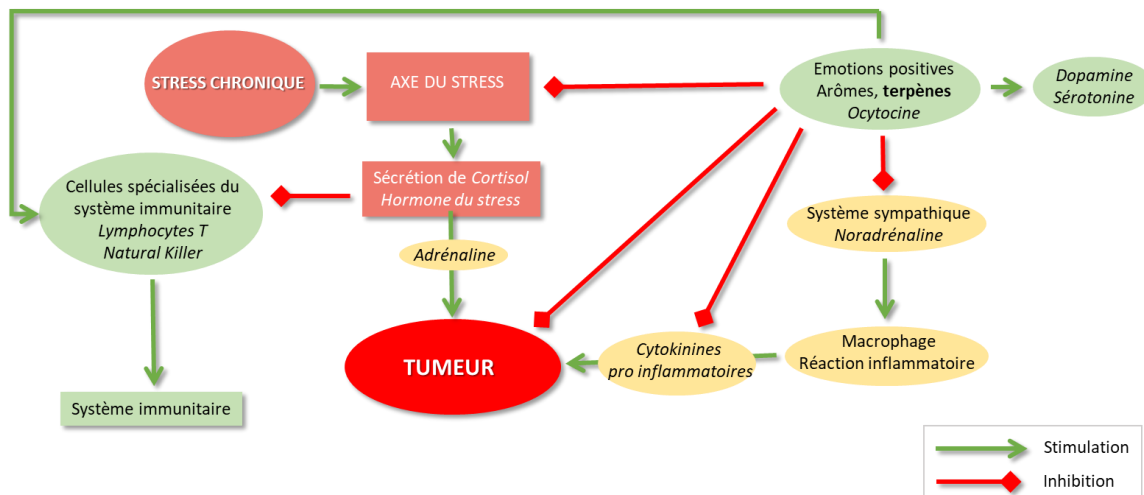 STRESS CHRONIQUE
AXE DU STRESS
Emotions positives
Arômes, terpènes
Ocytocine
Dopamine
Sérotonine
Cellules spécialisées du
système immunitaire
Lymphocytes T
Natural Killer
Sécrétion de Cortisol
Hormone du stress
Système sympathique
Noradrénaline
Adrénaline
TUMEUR
Cytokinines
pro inflammatoires
Macrophage
Réaction inflammatoire
Système immunitaire
Stimulation
Inhibition